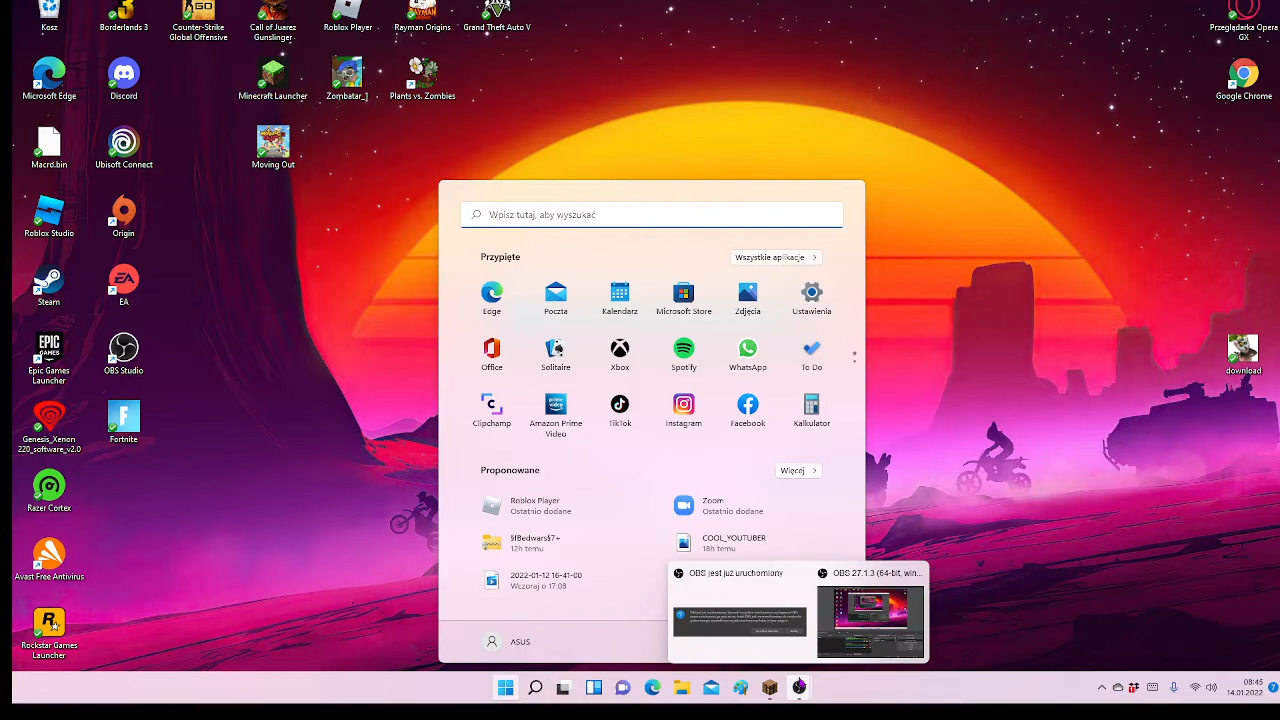 Kosz
Borderlands 3
Counter-Strike
Global Offensive
Call of Juarez
Gunslinger
Roblox Player
Rayman Origins
Grand Theft Auto V
Przeglądarka Opera
GX
Microsoft Edge
Discord
Minecraft Launcher
Zombatar_1
Plants vs. Zombies
Google Chrome
Macro.bin
Ubisoft Connect
Moving Out
Roblox Studio
Origin
Steam
EA
Epic Games
Launcher
OBS Studio
download
Genesis_Xenon
220_software_v2.0
Fortnite
Razer Cortex
Avast Free Antivirus
Rockstar Games
Launcher
Wpisz tutaj, aby wyszukać
Przypięte
Wszystkie aplikacje
Edge
Poczta
Kalendarz
Microsoft Store
Zdjęcia
Ustawienia
Office
Solitaire
Xbox
Spotify
WhatsApp
To Do
Clipchamp
Amazon Prime
Video
TikTok
Instagram
Facebook
Kalkulator
Proponowane
Więcej
Roblox Player
Ostatnio dodane
Zoom
Ostatnio dodane
§fBedwars§7+
12h temu
COOL_YOUTUBER
18h temu
2022-01-12 16-41-00
Wczoraj o 17:08
OBS jest już uruchomiony
OBS 27.1.3 (64-bit, win...
ASUS
08:45
14.01.2022